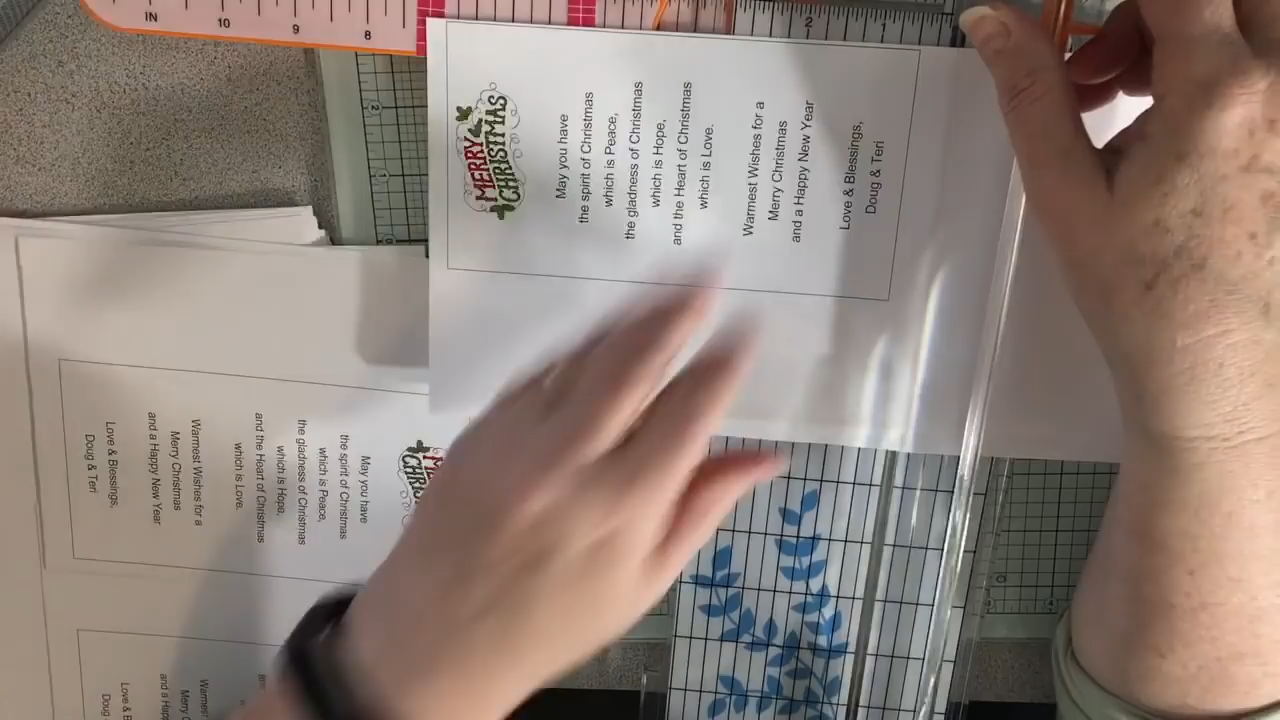 IN 10 9 8
2 1
2
MERRY
CHRISTMAS
May you have
the spirit of Christmas
which is Peace,
the gladness of Christmas
which is Hope,
and the Heart of Christmas
which is Love.
Warmest Wishes for a
Merry Christmas
and a Happy New Year
Love & Blessings,
Doug & Teri
May you have
the spirit of Christmas
which is Peace,
the gladness of Christmas
which is Hope,
and the Heart of Christmas
which is Love.
Warmest Wishes for a
Merry Christmas
and a Happy New Year
Love & Blessings,
Doug & Teri
0